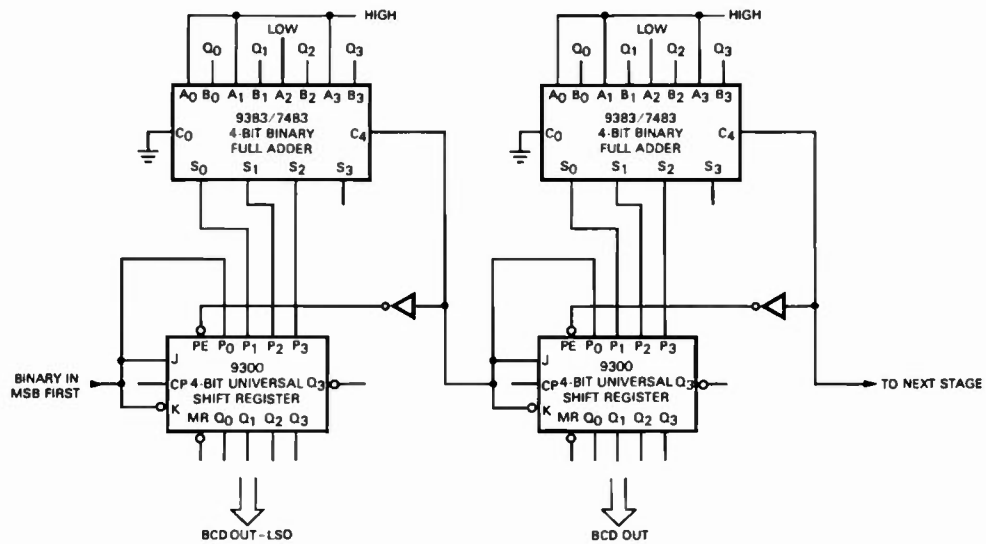 HIGH
LOW
Q0 Q1 Q2 Q3
A0 B0 A1 B1 A2 B2 A3 B3
9383/7483
C0 4-BIT BINARY C4
FULL ADDER
S0 S1 S2 S3
HIGH
LOW
Q0 Q1 Q2 Q3
A0 B0 A1 B1 A2 B2 A3 B3
9383/7483
C0 4-BIT BINARY C4
FULL ADDER
S0 S1 S2 S3
BINARY IN
MSB FIRST
PE P0 P1 P2 P3
J 9300
CP 4-BIT UNIVERSAL Q3
SHIFT REGISTER
K
MR Q0 Q1 Q2 Q3
BCD OUT-LSD
PE P0 P1 P2 P3
J 9300
CP 4-BIT UNIVERSAL Q3
SHIFT REGISTER
K
MR Q0 Q1 Q2 Q3
BCD OUT
TO NEXT STAGE